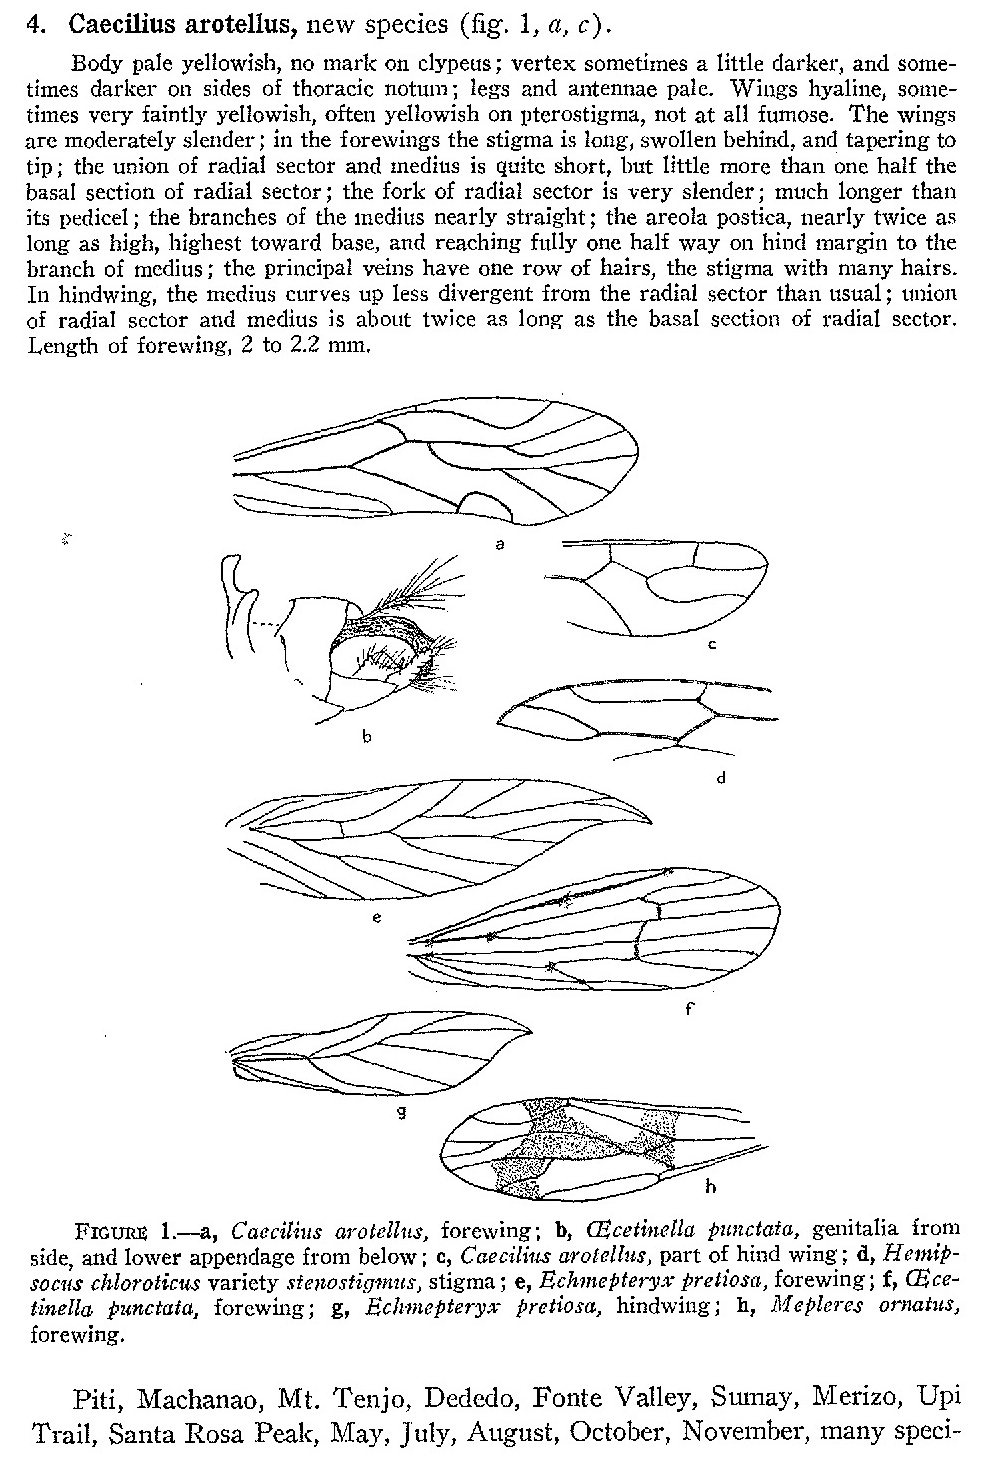 4. Caecilius arotellus, new species (fig. 1, a, c).
Body pale yellowish, no mark on clypeus; vertex sometimes a little darker, and some-
times darker on sides of thoracic notum; legs and antennae pale. Wings hyaline, some-
times very faintly yellowish, often yellowish on pterostigma, not at all fumose. The wings
are moderately slender; in the forewings the stigma is long, swollen behind, and tapering to
tip; the union of radial sector and medius is quite short, but little more than one half the
basal section of radial sector; the fork of radial sector is very slender; much longer than
its pedicel; the branches of the medius nearly straight; the areola postica, nearly twice as
long as high, highest toward base, and reaching fully one half way on hind margin to the
branch of medius; the principal veins have one row of hairs, the stigma with many hairs.
In hindwing, the medius curves up less divergent from the radial sector than usual; union
of radial sector and medius is about twice as long as the basal section of radial sector.
Length of forewing, 2 to 2.2 mm.
a
c
b
d
e
f
g
h
FIGURE 1.—a, Caecilius arotellus, forewing; b, Œcetinella punctata, genitalia from
side, and lower appendage from below; c, Caecilius arotellus, part of hind wing; d, Hemip-
socus chloroticus variety stenostigmus, stigma; e, Echmepteryx pretiosa, forewing; f, Œce-
tinella punctata, forewing; g, Echmepteryx pretiosa, hindwing; h, Mepleres ornatus,
forewing.
Piti, Machanao, Mt. Tenjo, Dededo, Fonte Valley, Sumay, Merizo, Upi
Trail, Santa Rosa Peak, May, July, August, October, November, many speci-